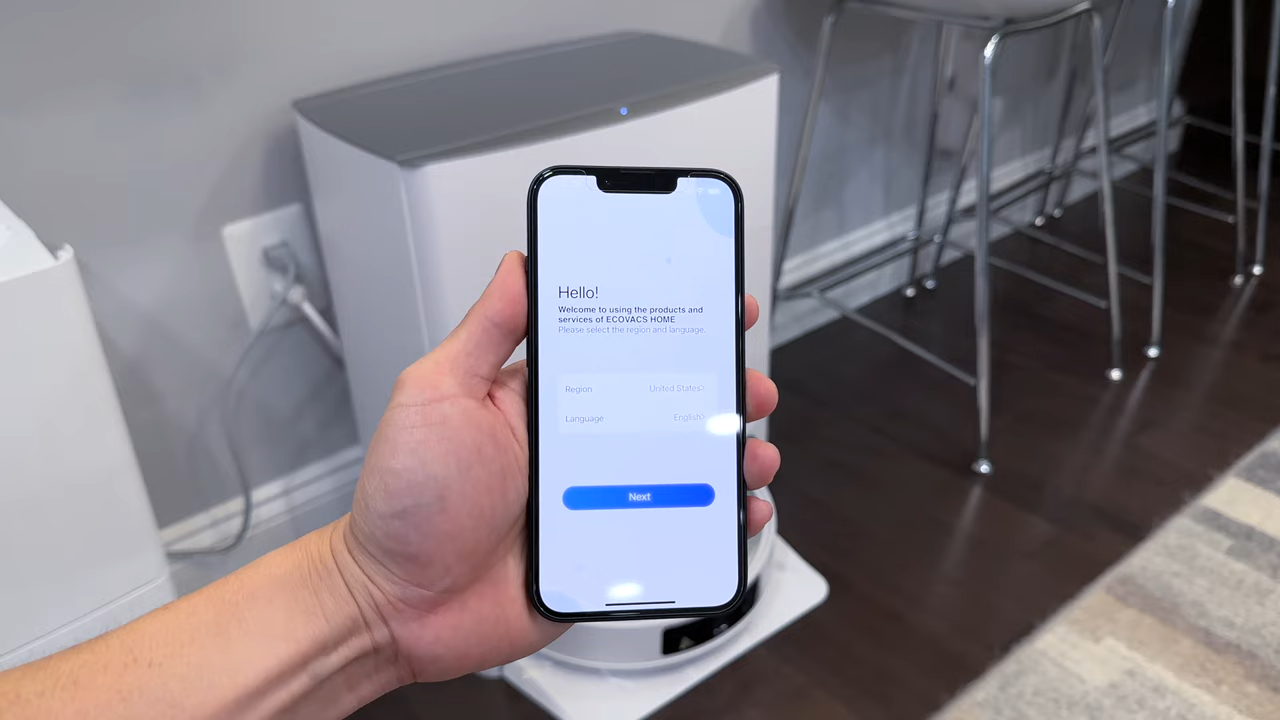 Hello!
Welcome to using the products and
services of ECOVACS HOME
Please select the region and language.
Region United States
Language English
Next